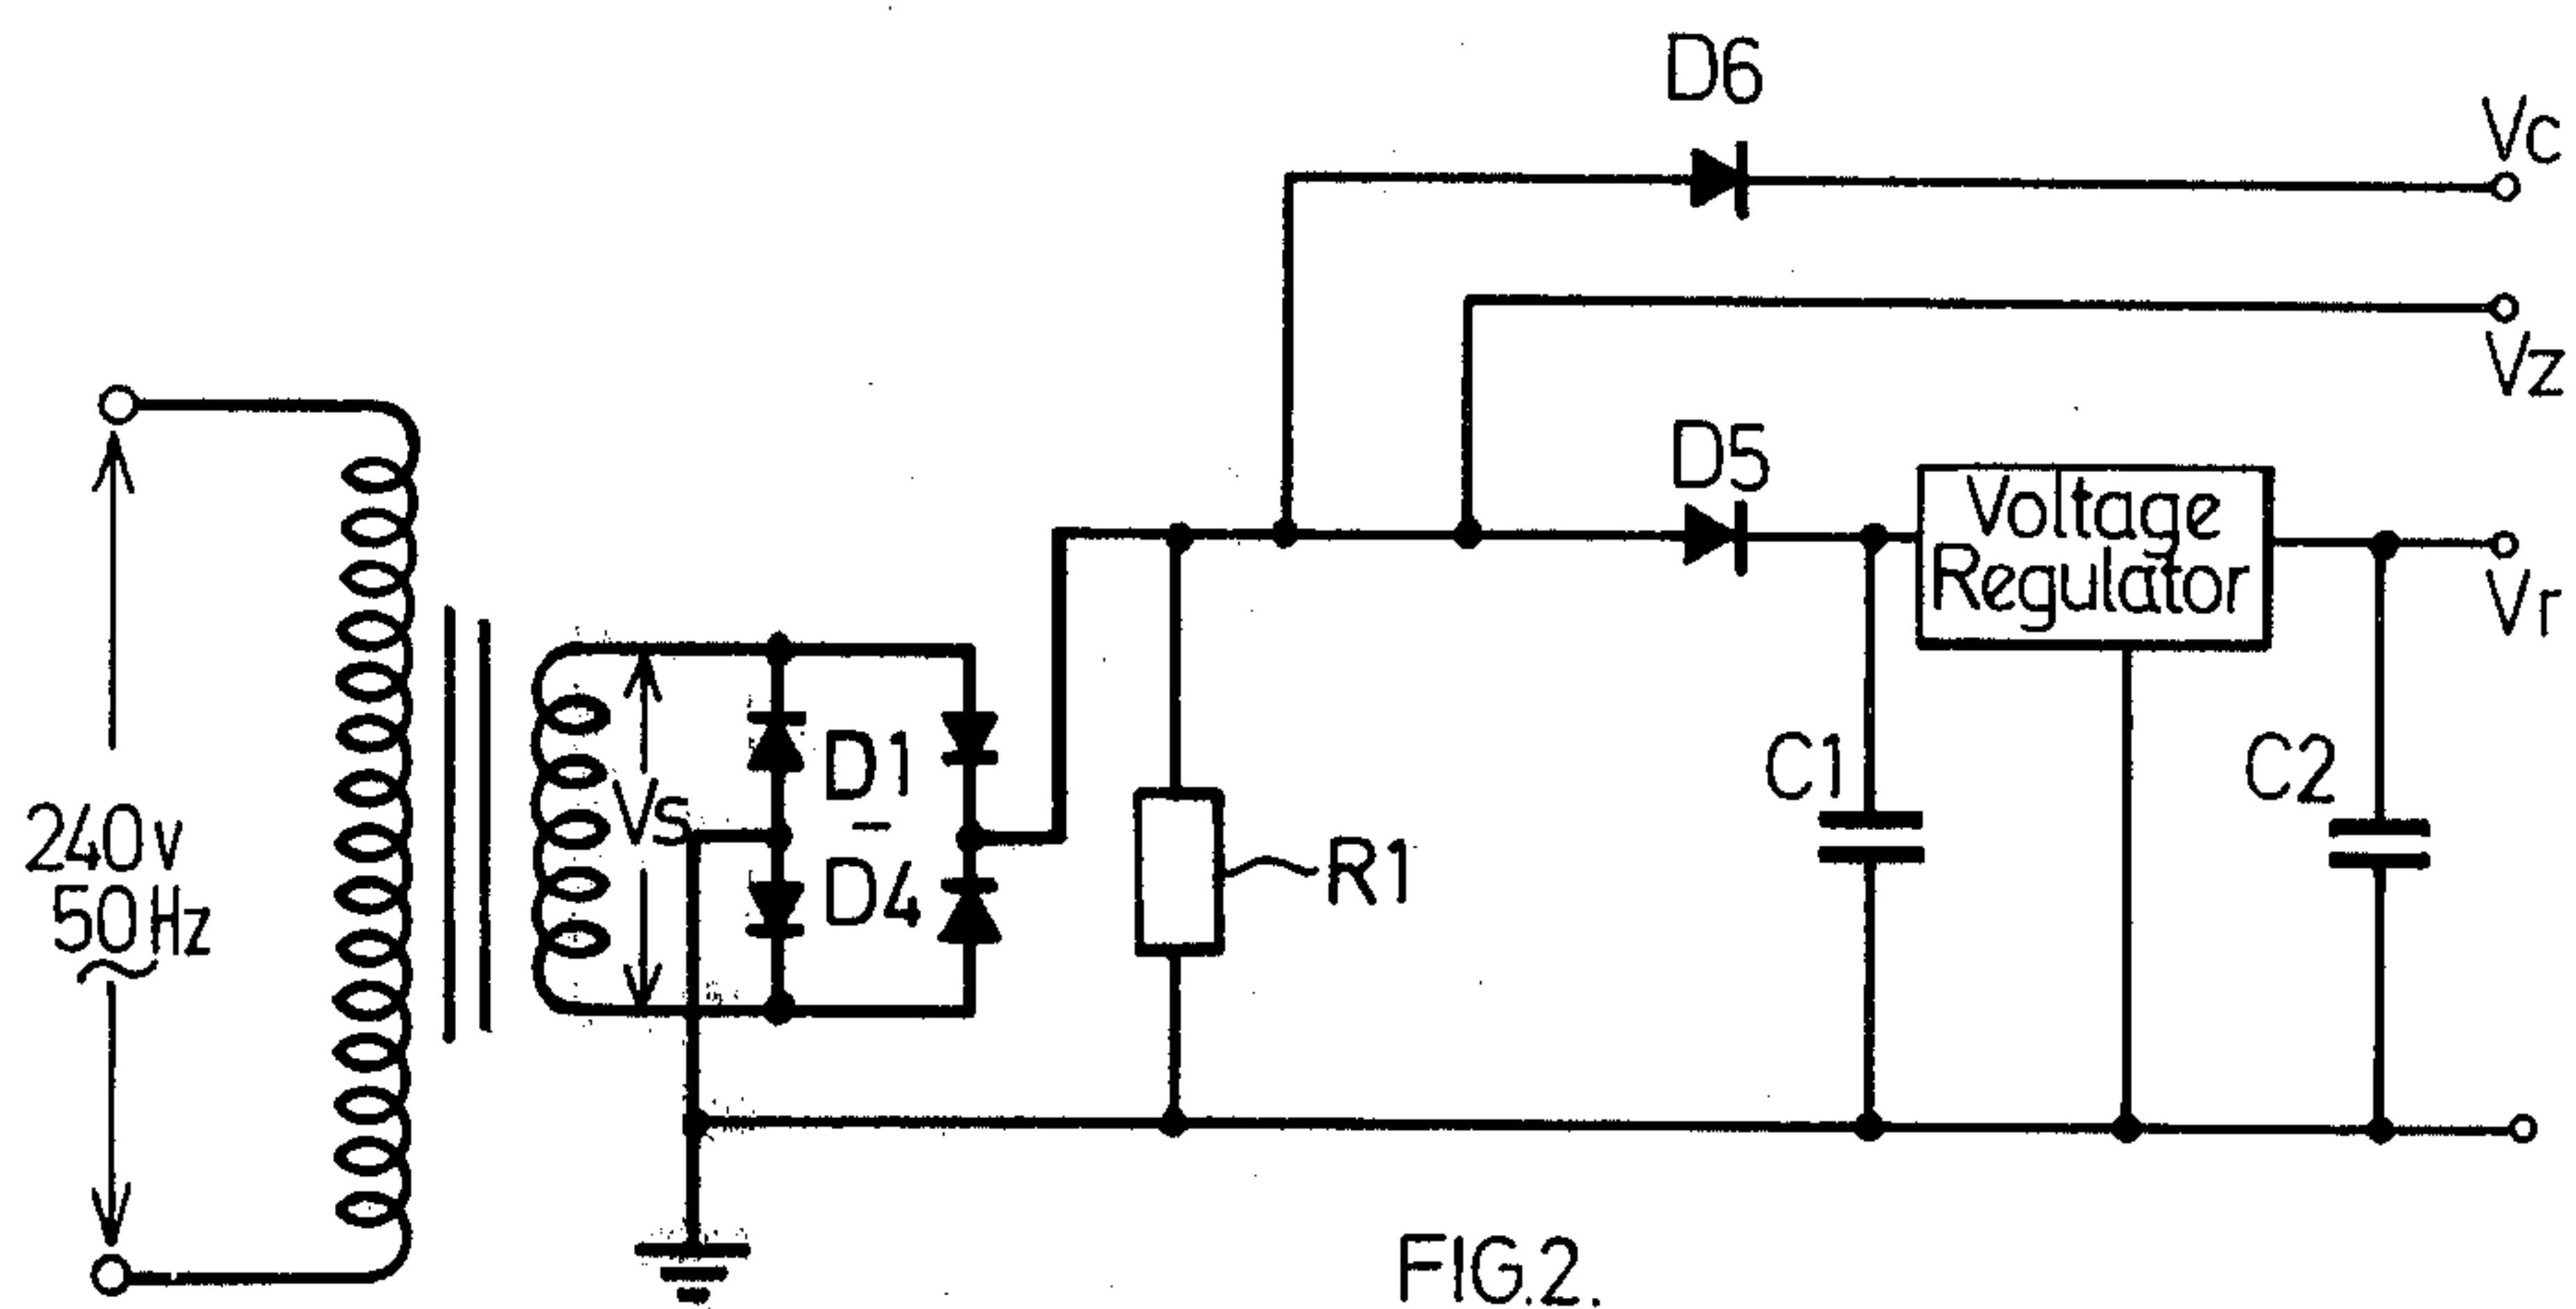 D6
Vc
Vz
D5
Voltage
Regulator
Vr
240v
50Hz
~
Vs
D1
–
D4
R1
C1
C2
FIG.2.